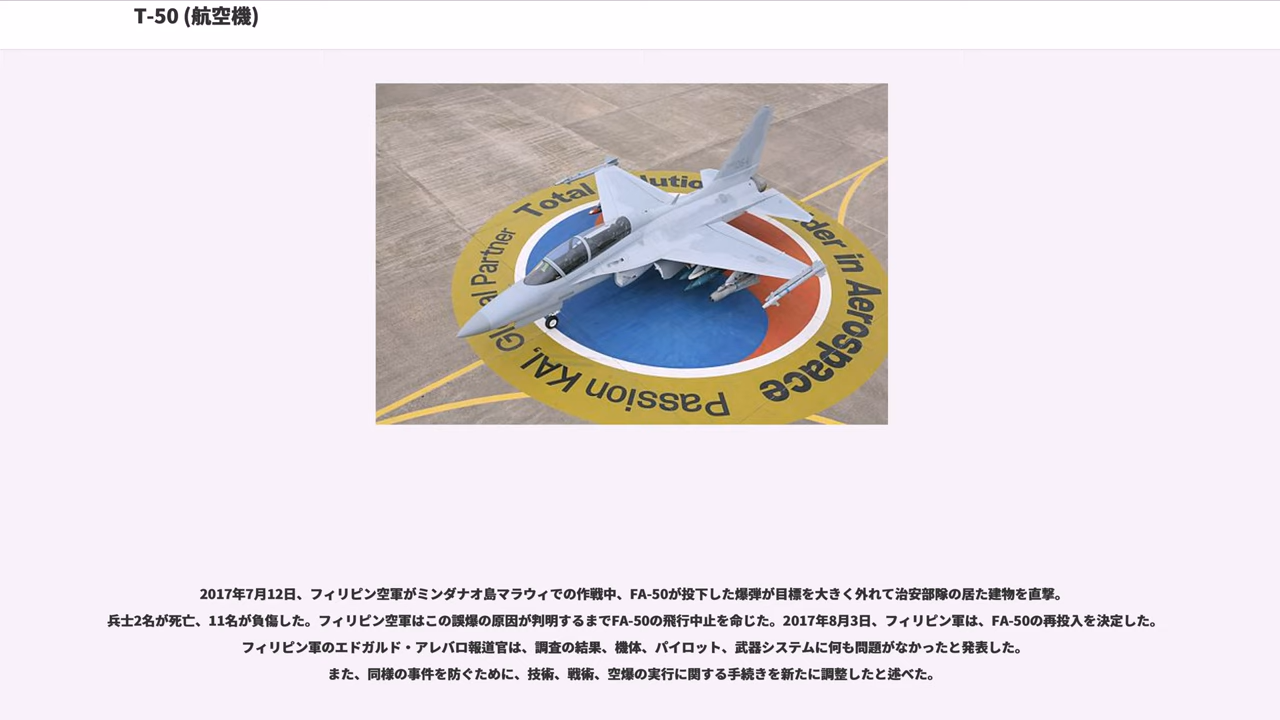 T-50 (航空機)
Total
lutio
der in Aerospace
Partner
Passion KAI, Gl
2017年7月12日、フィリピン空軍がミンダナオ島マラウィでの作戦中、FA-50が投下した爆弾が目標を大きく外れて治安部隊の居た建物を直撃。
兵士2名が死亡、11名が負傷した。フィリピン空軍はこの誤爆の原因が判明するまでFA-50の飛行中止を命じた。2017年8月3日、フィリピン軍は、FA-50の再投入を決定した。
フィリピン軍のエドガルド・アレバロ報道官は、調査の結果、機体、パイロット、武器システムに何も問題がなかったと発表した。
また、同様の事件を防ぐために、技術、戦術、空爆の実行に関する手続きを新たに調整したと述べた。